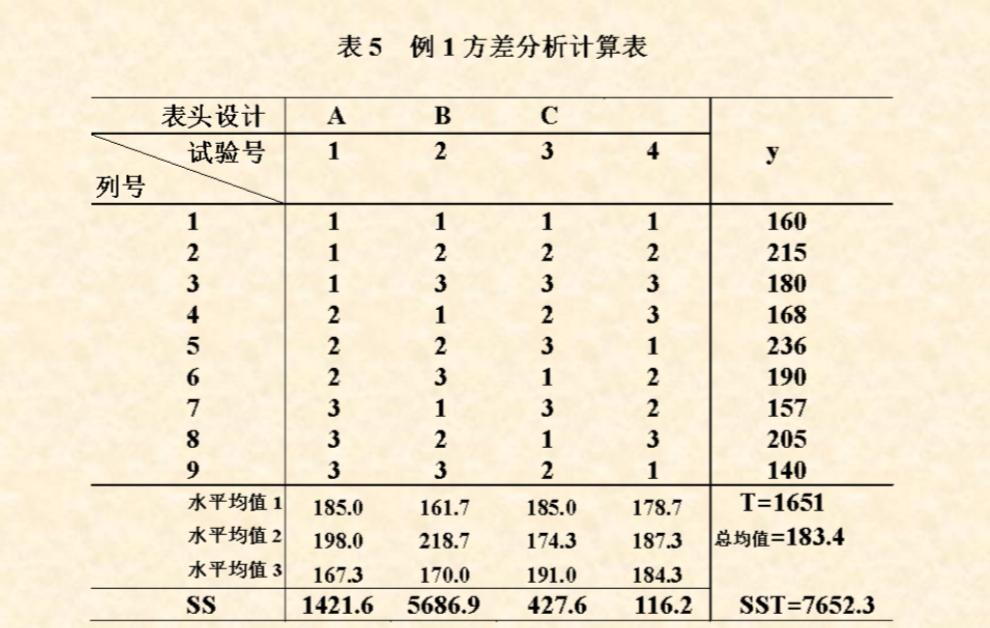 表 5 例 1 方差分析计算表
表头设计 A B C
试验号 1 2 3 4 y
列号
1 1 1 1 1 160
2 1 2 2 2 215
3 1 3 3 3 180
4 2 1 2 3 168
5 2 2 3 1 236
6 2 3 1 2 190
7 3 1 3 2 157
8 3 2 1 3 205
9 3 3 2 1 140
水平均值 1 185.0 161.7 185.0 178.7 T=1651
水平均值 2 198.0 218.7 174.3 187.3 总均值=183.4
水平均值 3 167.3 170.0 191.0 184.3
SS 1421.6 5686.9 427.6 116.2 SST=7652.3